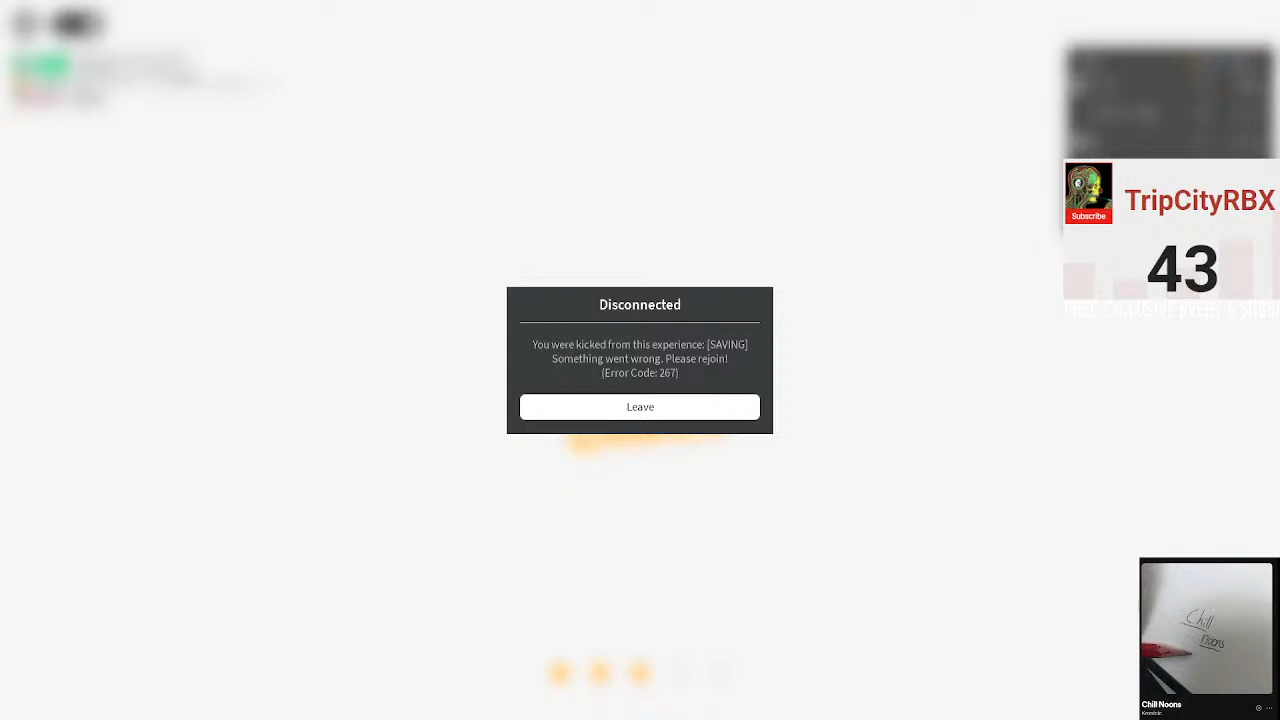 Subscribe
TripCityRBX
43
Disconnected
You were kicked from this experience: [SAVING]
Something went wrong. Please rejoin!
(Error Code: 267)
Leave
Chill
Noons
Chill Noons